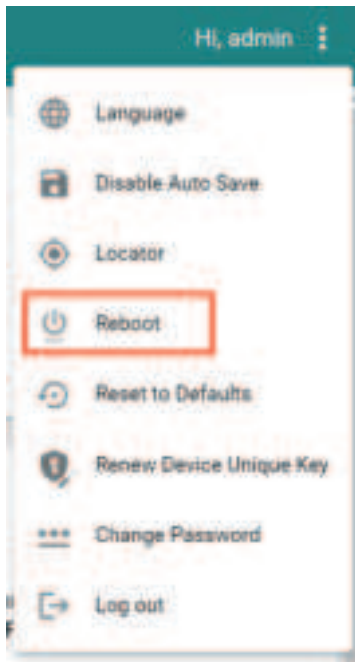 Hi, admin
Language
Disable Auto Save
Locator
Reboot
Reset to Defaults
Renew Device Unique Key
Change Password
Log out